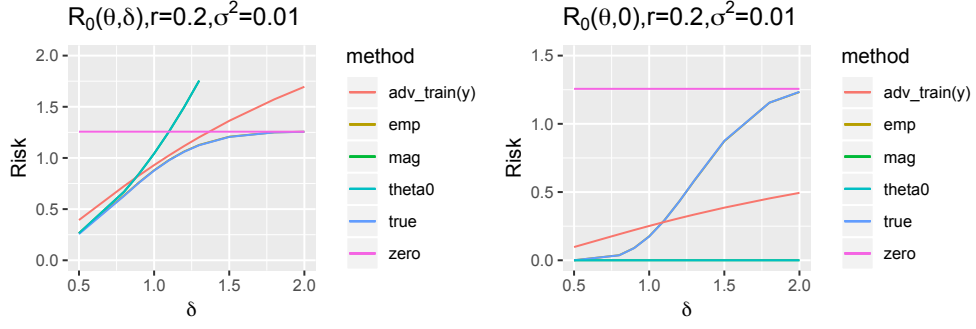 R₀(θ,δ),r=0.2,σ²=0.01
2.0
1.5
1.0
0.5
0.0
Risk
0.5 1.0 1.5 2.0
δ
method
adv_train(y)
emp
mag
theta0
true
zero
R₀(θ,0),r=0.2,σ²=0.01
1.5
1.0
0.5
0.0
Risk
0.5 1.0 1.5 2.0
δ
method
adv_train(y)
emp
mag
theta0
true
zero